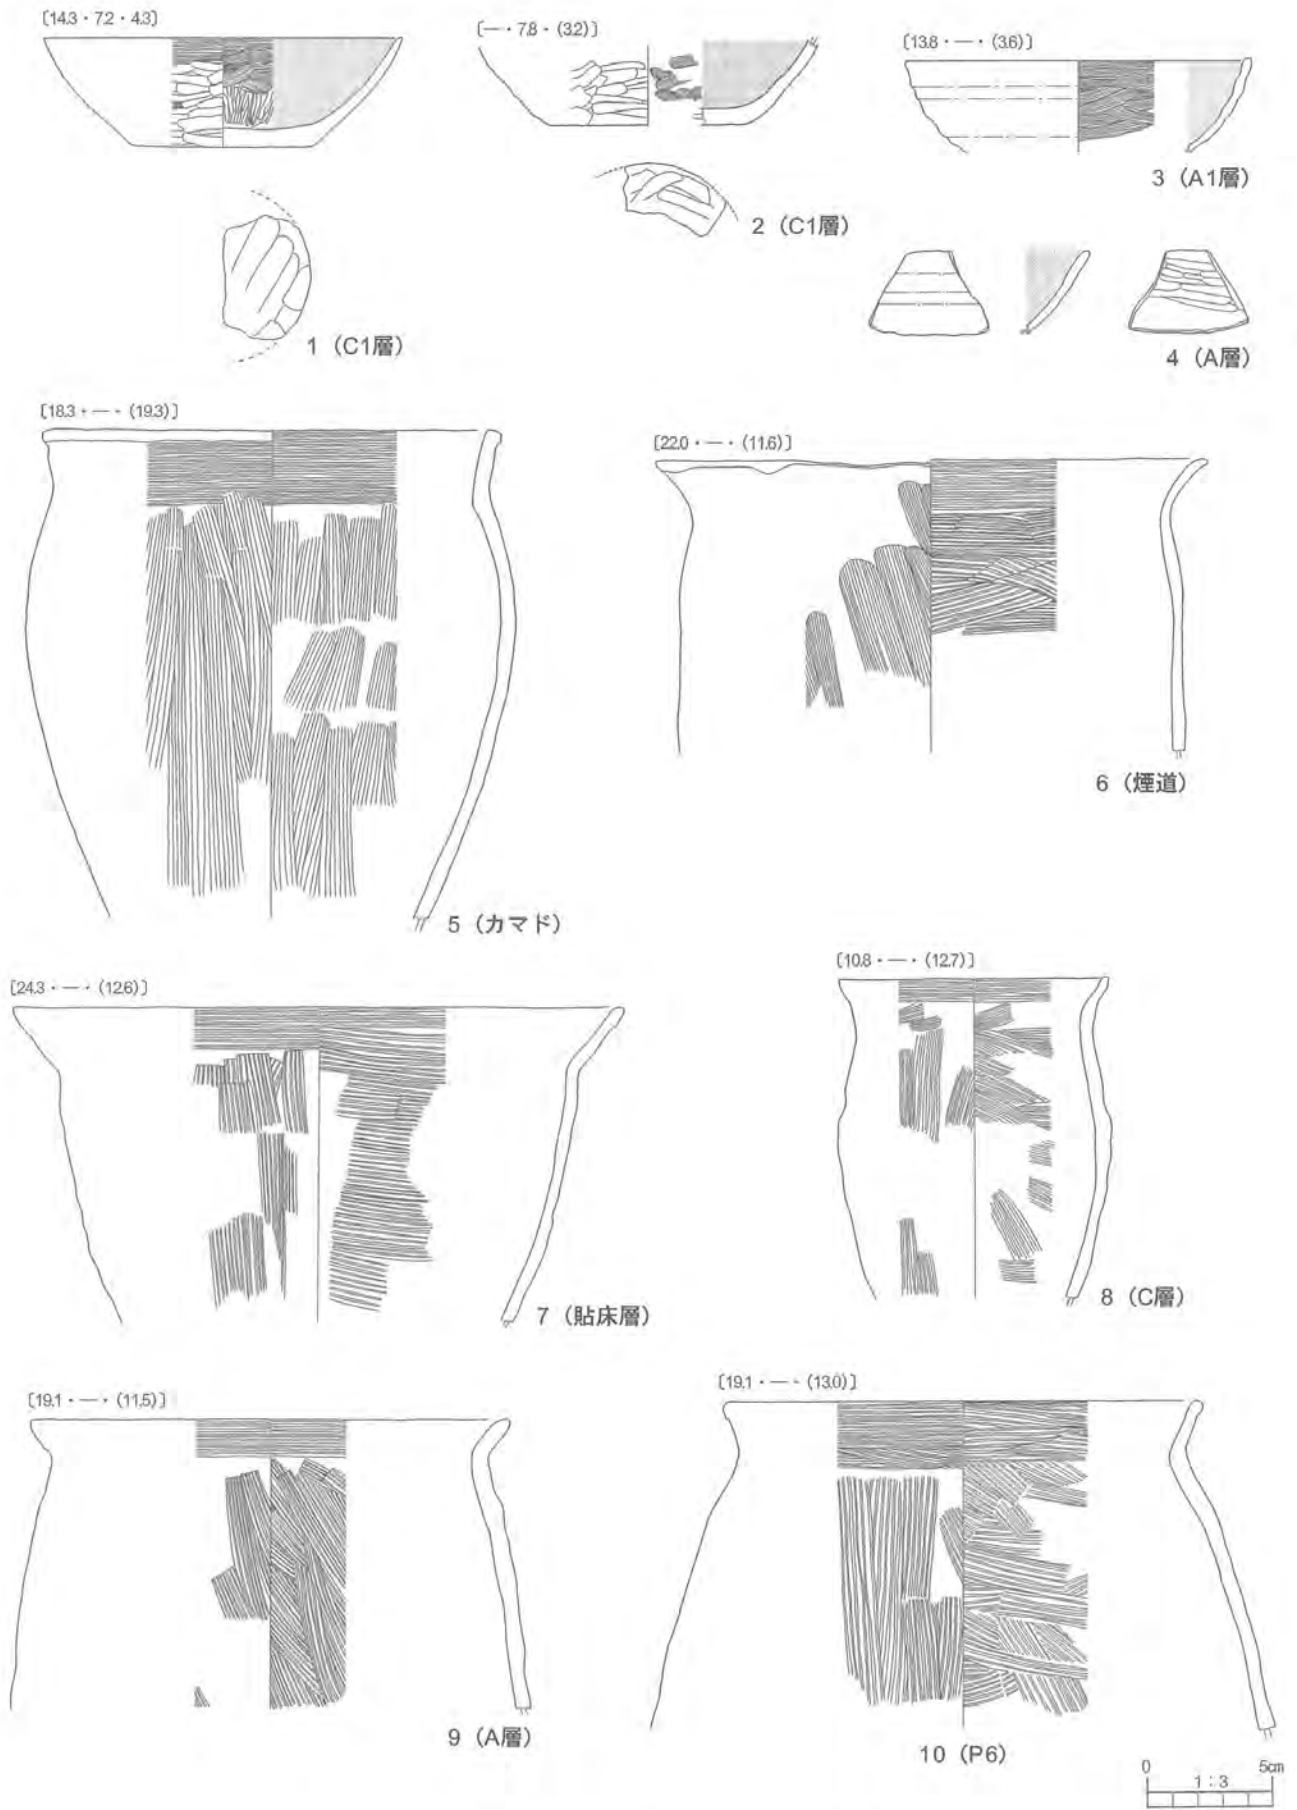 〔14.3・7.2・4.3〕
〔―・7.8・(3.2)〕
〔13.8・―・(3.6)〕
3（A1層）
2（C1層）
1（C1層）
4（A層）
〔18.3・―・(19.3)〕
〔22.0・―・(11.6)〕
6（煙道）
5（カマド）
〔24.3・―・(12.6)〕
〔10.8・―・(12.7)〕
7（貼床層）
8（C層）
〔19.1・―・(11.5)〕
〔19.1・―・(13.0)〕
9（A層）
10（P6）
0 5cm
1：3